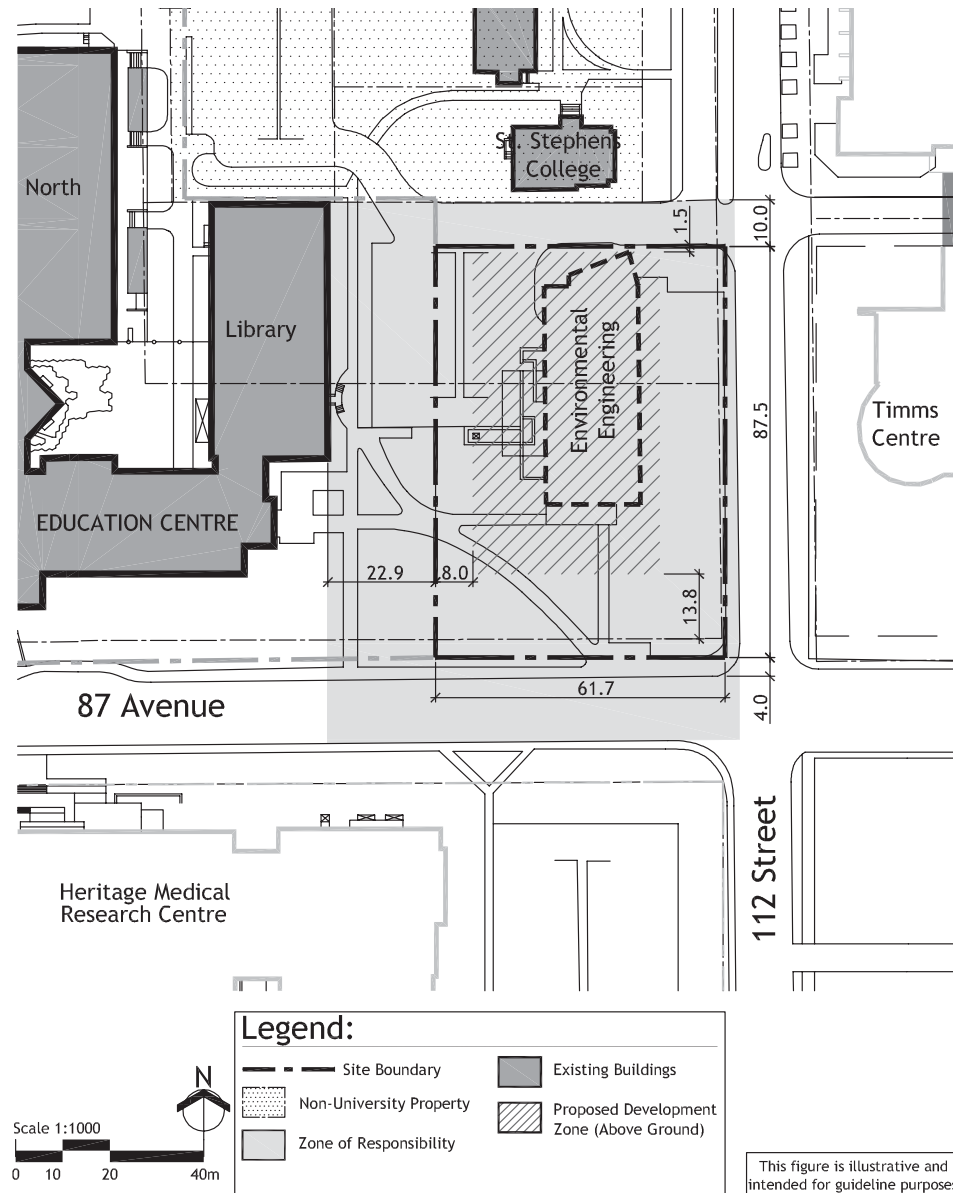 St. Stephens
College
North
1.5
10.0
Library
Environmental
Engineering
87.5
Timms
Centre
EDUCATION CENTRE
22.9
8.0
13.8
61.7
4.0
87 Avenue
112 Street
Heritage Medical
Research Centre
Legend:
Site Boundary
Existing Buildings
Non-University Property
Proposed Development
Zone (Above Ground)
Zone of Responsibility
N
Scale 1:1000
0 10 20 40m
This figure is illustrative and
intended for guideline purposes